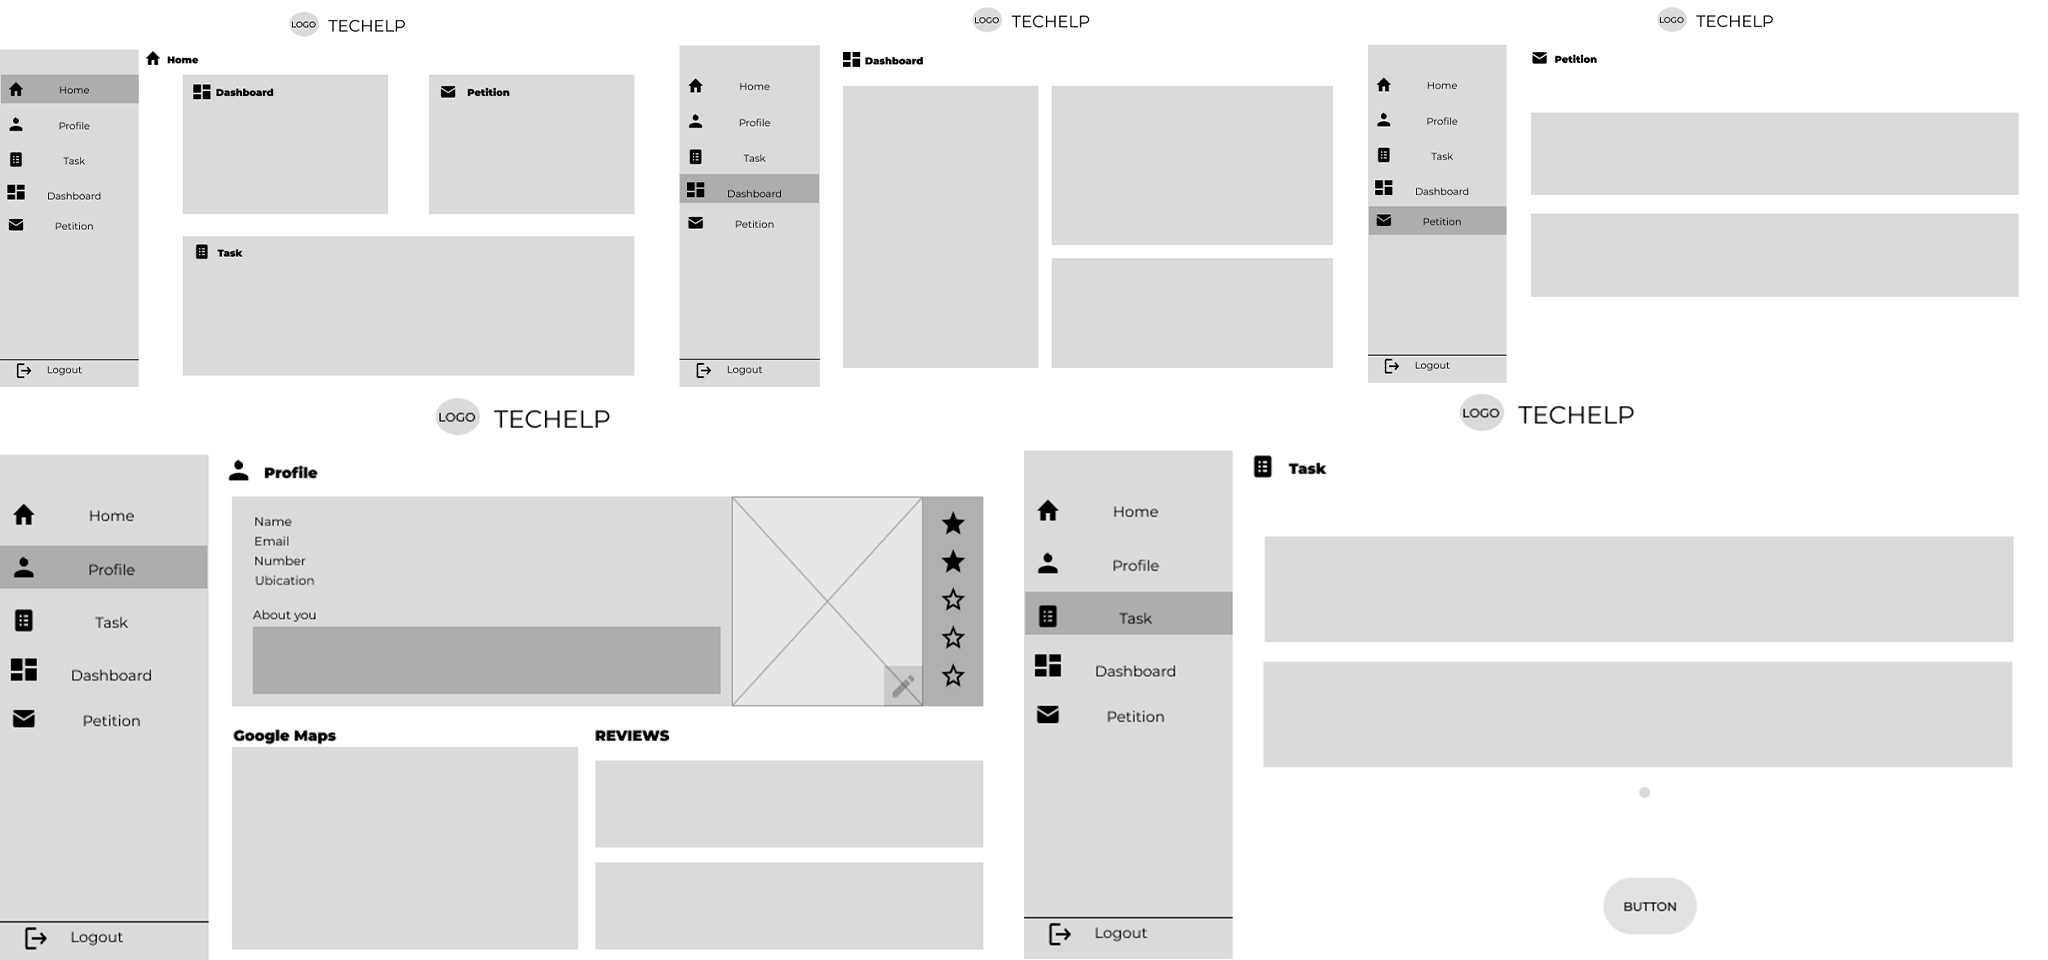 LOGO TECHELP
Home
Home
Profile
Task
Dashboard
Petition
Logout
Dashboard
Petition
Task
LOGO TECHELP
Dashboard
Home
Profile
Task
Dashboard
Petition
Logout
LOGO TECHELP
Petition
Home
Profile
Task
Dashboard
Petition
Logout
LOGO TECHELP
Profile
Home
Profile
Task
Dashboard
Petition
Logout
Name
Email
Number
Ubication
About you
Google Maps
REVIEWS
LOGO TECHELP
Task
Home
Profile
Task
Dashboard
Petition
Logout
BUTTON